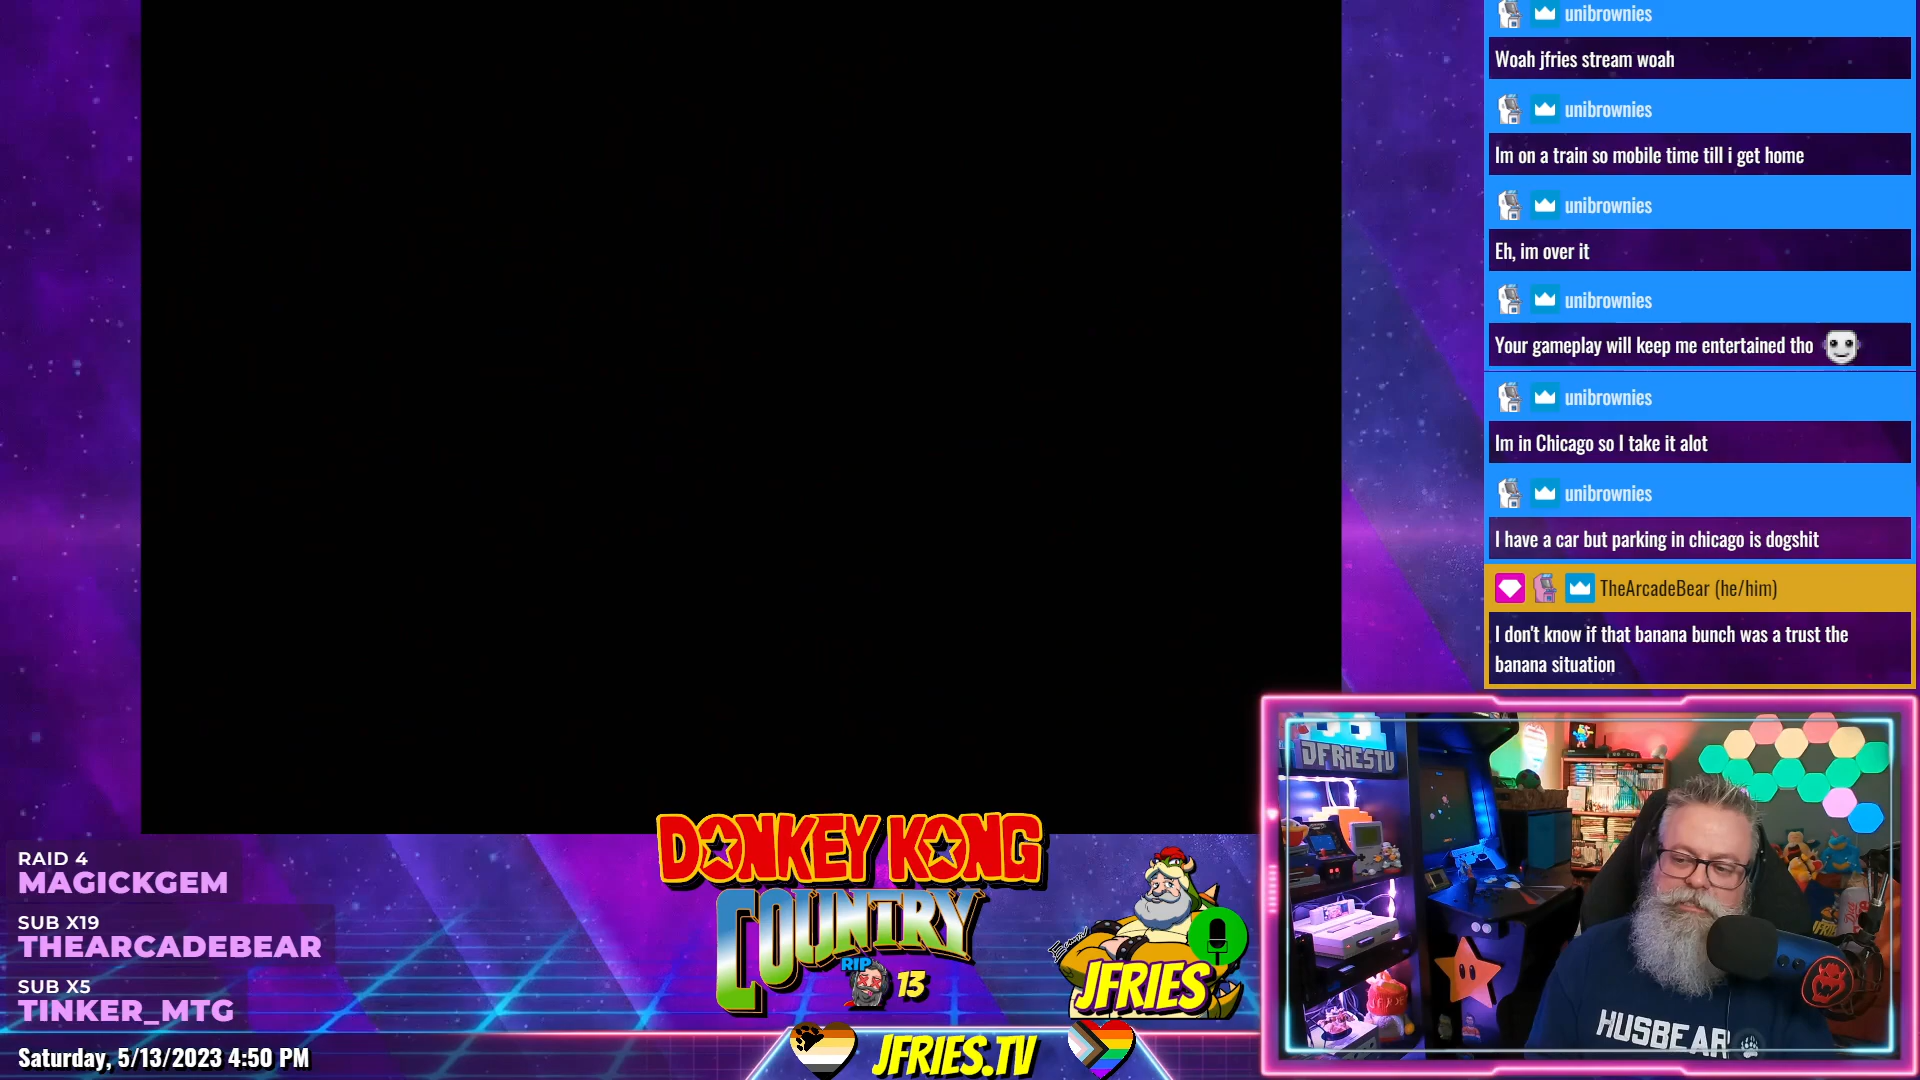 unibrownies
Woah jfries stream woah
unibrownies
Im on a train so mobile time till i get home
unibrownies
Eh, im over it
unibrownies
Your gameplay will keep me entertained tho
unibrownies
Im in Chicago so I take it alot
unibrownies
I have a car but parking in chicago is dogshit
TheArcadeBear (he/him)
I don't know if that banana bunch was a trust the
banana situation
JFRIESTV
HUSBEAR
RAID 4
MAGICKGEM
SUB X19
THEARCADEBEAR
SUB X5
TINKER_MTG
Saturday, 5/13/2023 4:50 PM
DONKEY KONG
COUNTRY
RIP
13
JFRIES
JFRIES.TV